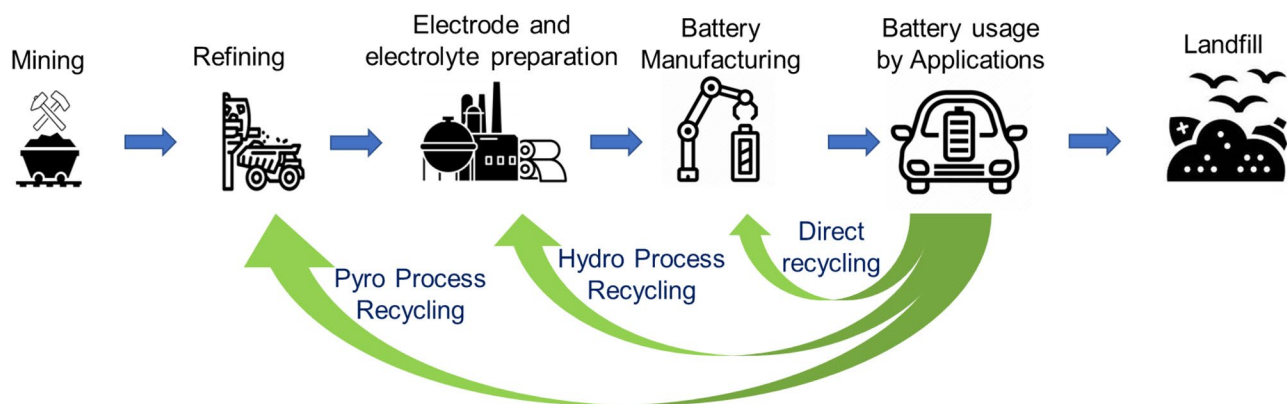 Mining
Refining
Electrode and
electrolyte preparation
Battery
Manufacturing
Battery usage
by Applications
Landfill
Pyro Process
Recycling
Hydro Process
Recycling
Direct
recycling